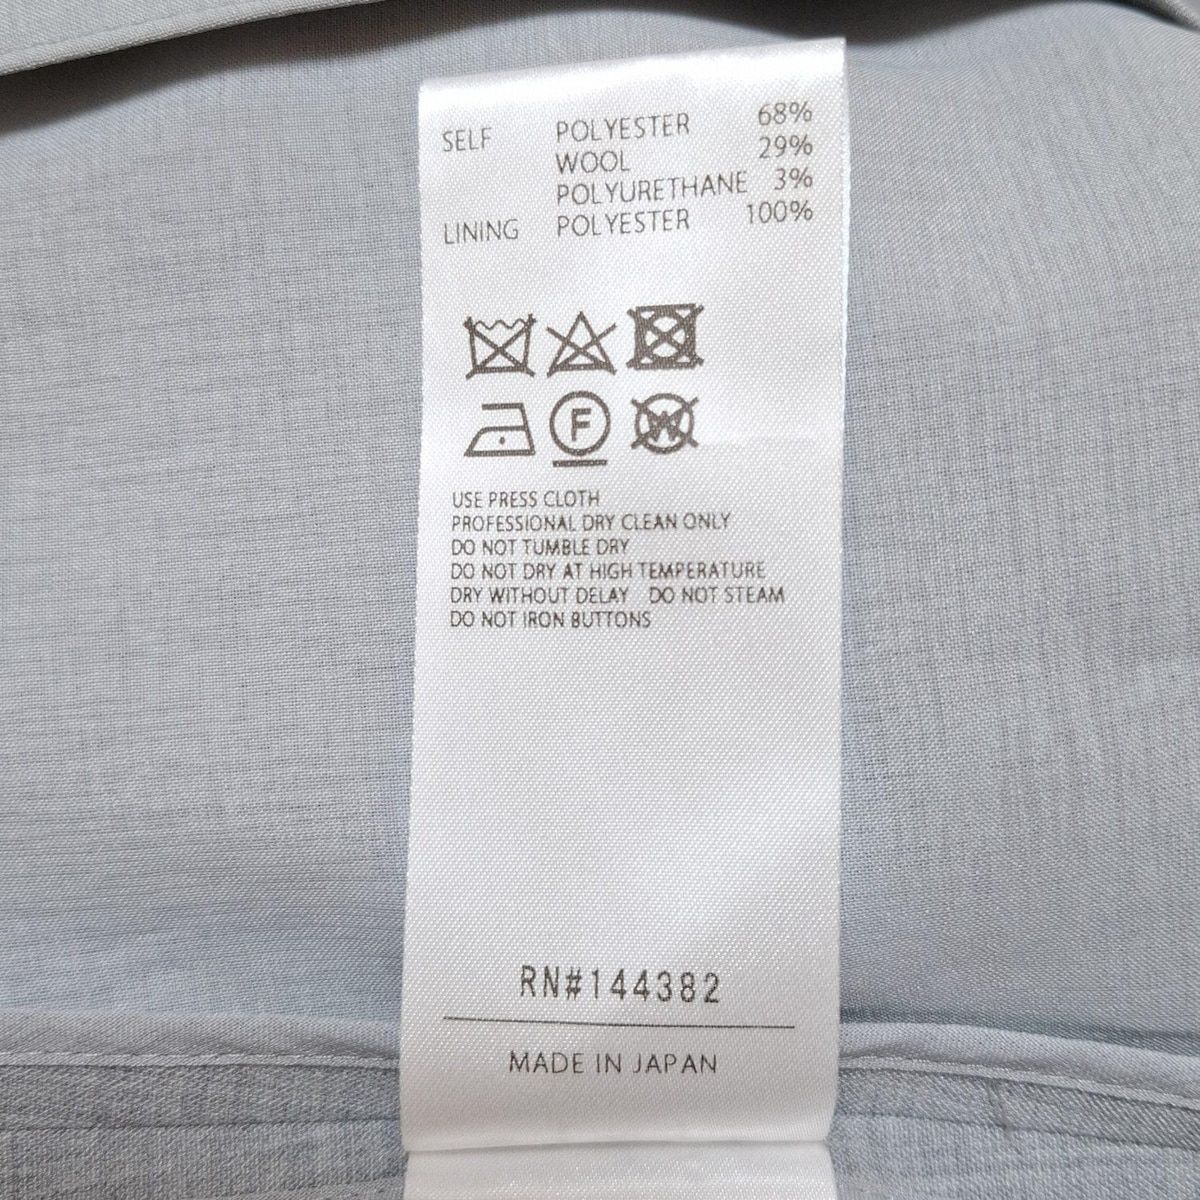 SELF POLYESTER 68%
WOOL 29%
POLYURETHANE 3%
LINING POLYESTER 100%
F W
USE PRESS CLOTH
PROFESSIONAL DRY CLEAN ONLY
DO NOT TUMBLE DRY
DO NOT DRY AT HIGH TEMPERATURE
DRY WITHOUT DELAY DO NOT STEAM
DO NOT IRON BUTTONS
RN#144382
MADE IN JAPAN